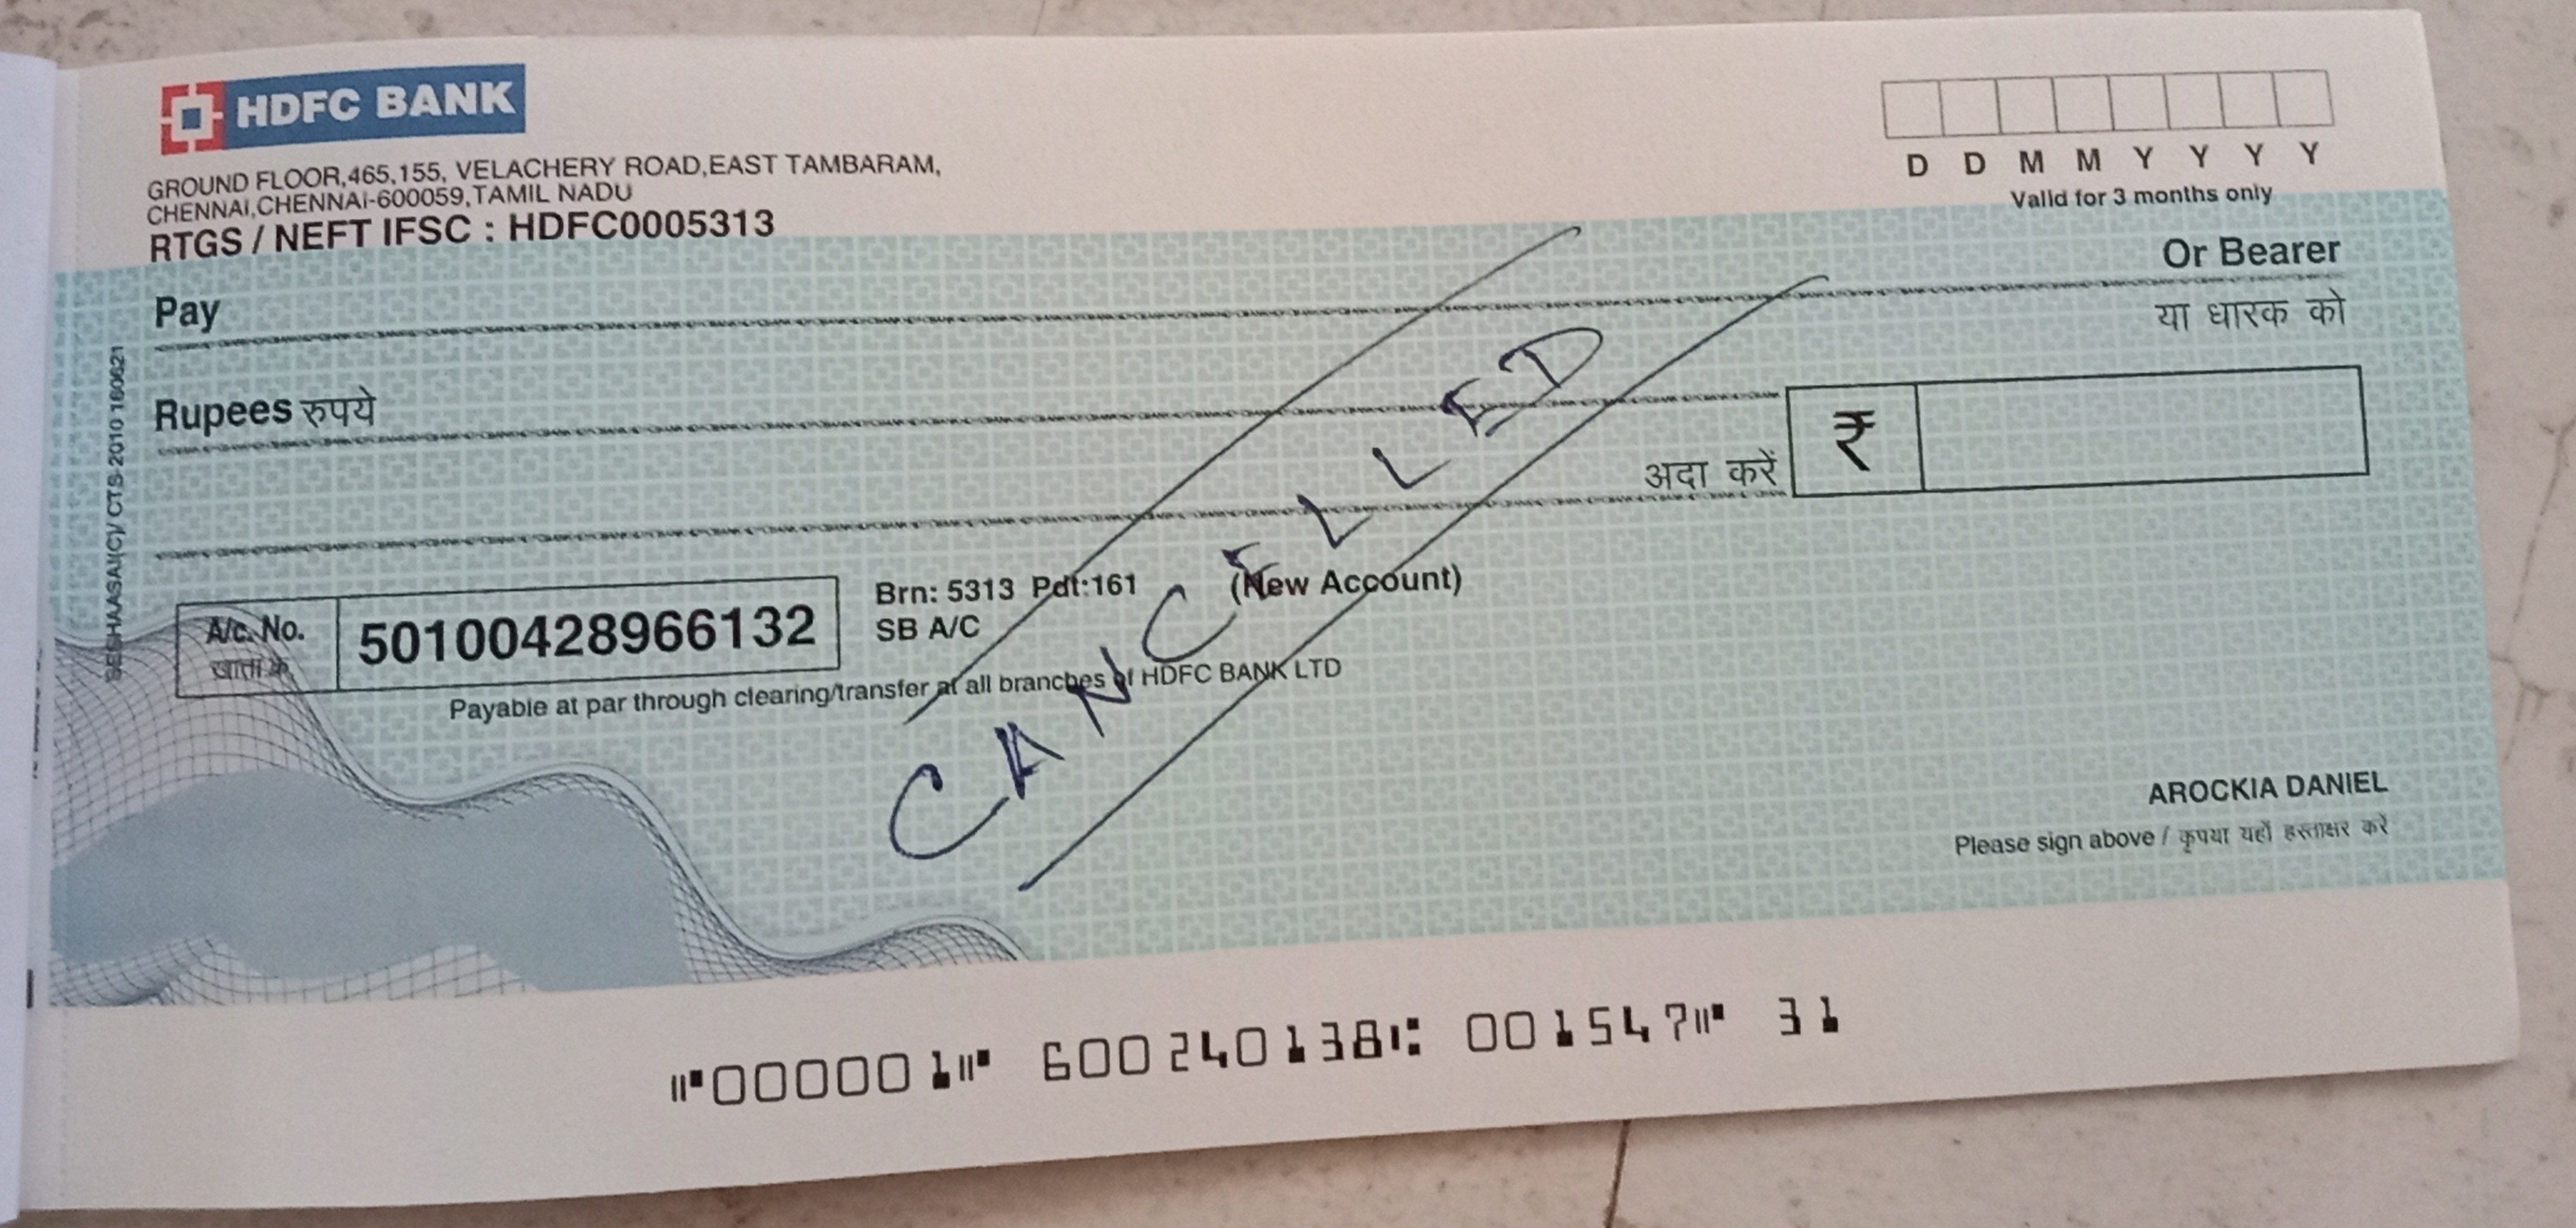 HDFC BANK
GROUND FLOOR,465,155, VELACHERY ROAD,EAST TAMBARAM,
CHENNAI,CHENNAI-600059,TAMIL NADU
RTGS / NEFT IFSC : HDFC0005313
D D M M Y Y Y Y
Valid for 3 months only
Pay
Or Bearer
या धारक को
Rupees रुपये
अदा करें ₹
CANCELLED
A/c. No.
खाता क्र.
50100428966132
Brn: 5313 Pdt:161 (New Account)
SB A/C
Payable at par through clearing/transfer at all branches of HDFC BANK LTD
SESHAASAI(C)/ CTS-2010 160621
AROCKIA DANIEL
Please sign above / कृपया यहाँ हस्ताक्षर करें
⑈000001⑈ 600240138⑆ 001547⑈ 31